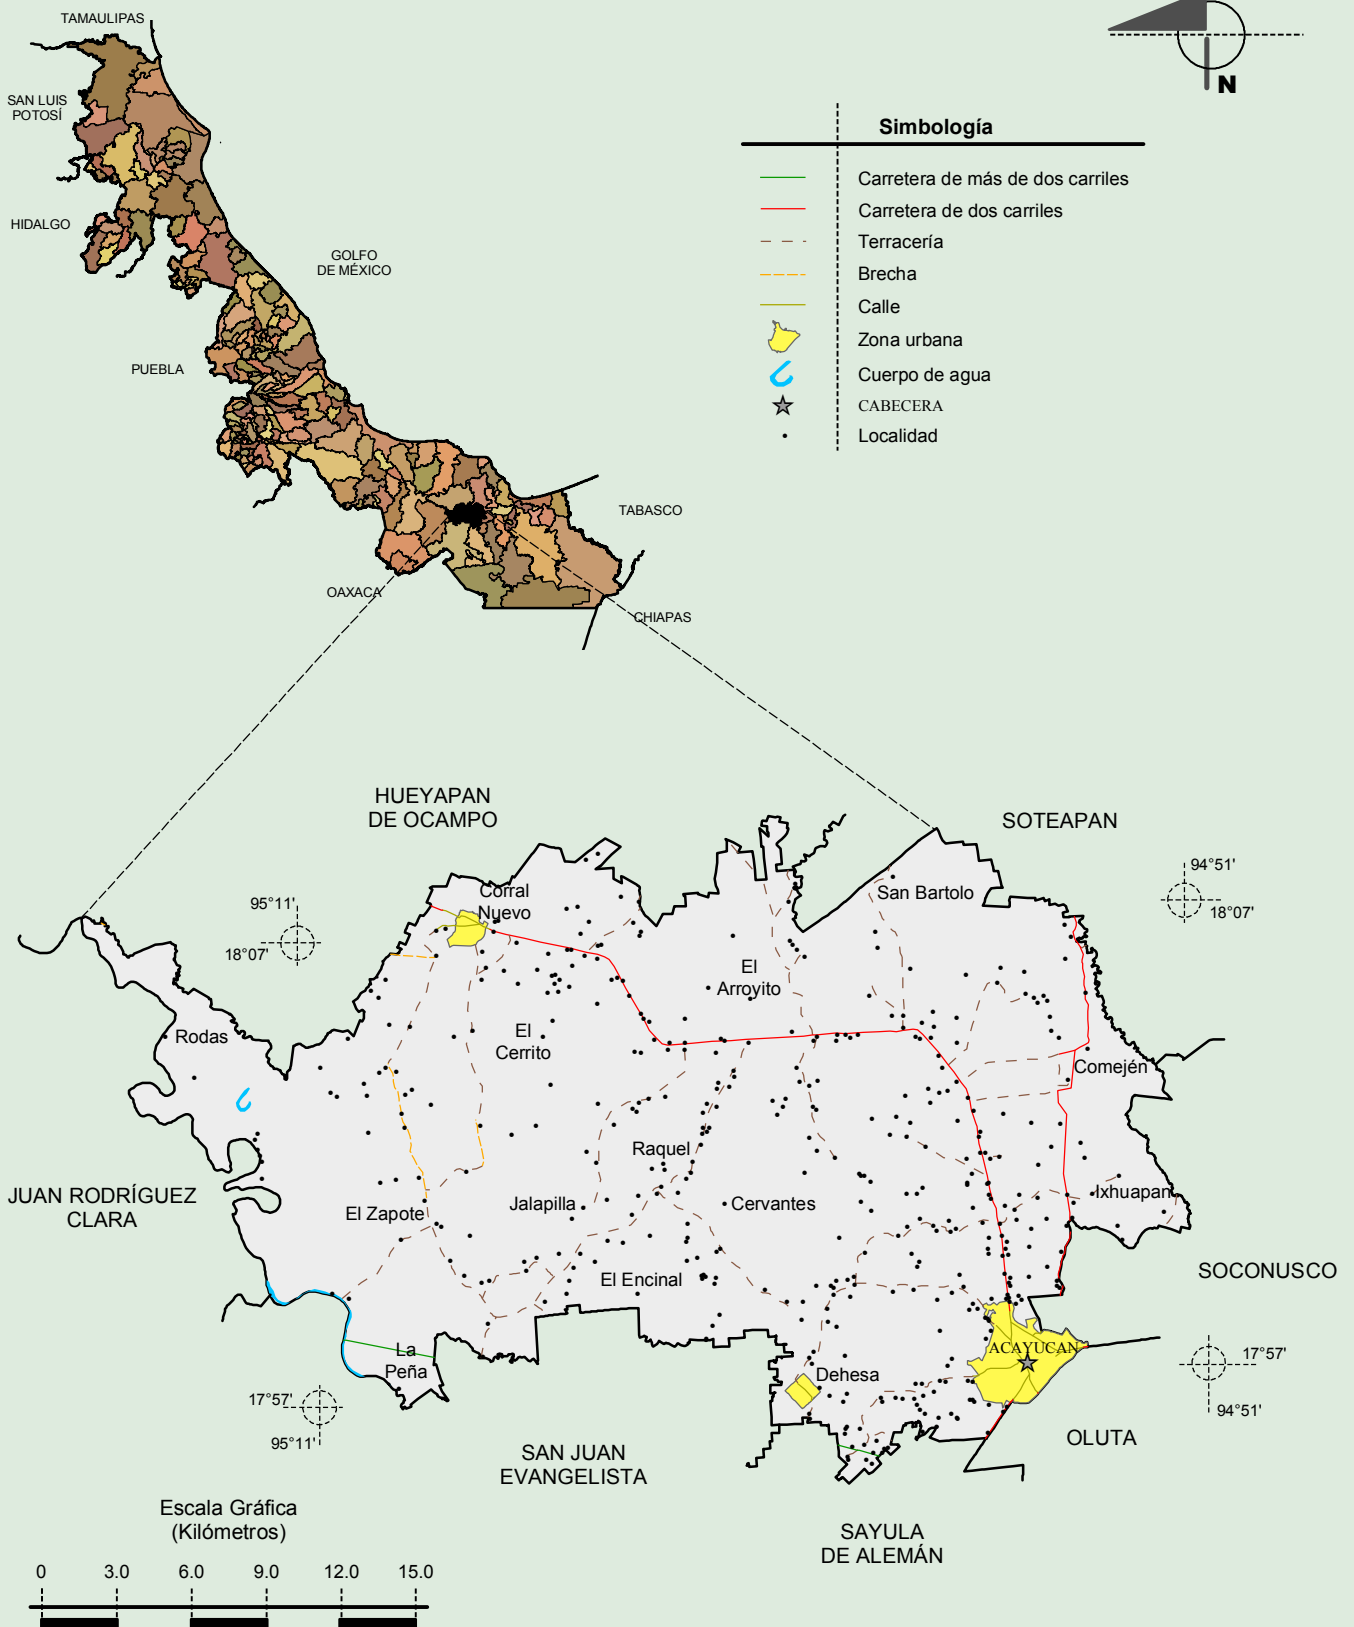 TAMAULIPAS
SAN LUIS
POTOSÍ
HIDALGO
GOLFO
DE MÉXICO
PUEBLA
TABASCO
OAXACA
CHIAPAS
N
Simbología
Carretera de más de dos carriles
Carretera de dos carriles
Terracería
Brecha
Calle
Zona urbana
Cuerpo de agua
CABECERA
Localidad
HUEYAPAN
DE OCAMPO
SOTEAPAN
94°51'
18°07'
95°11'
18°07'
Corral
Nuevo
San Bartolo
El
Arroyito
Rodas
El
Cerrito
Comején
Raquel
JUAN RODRÍGUEZ
CLARA
El Zapote
Jalapilla
Cervantes
Ixhuapan
El Encinal
SOCONUSCO
La
Peña
ACAYUCAN
Dehesa
17°57'
94°51'
17°57'
95°11'
OLUTA
SAN JUAN
EVANGELISTA
SAYULA
DE ALEMÁN
Escala Gráfica
(Kilómetros)
0 3.0 6.0 9.0 12.0 15.0